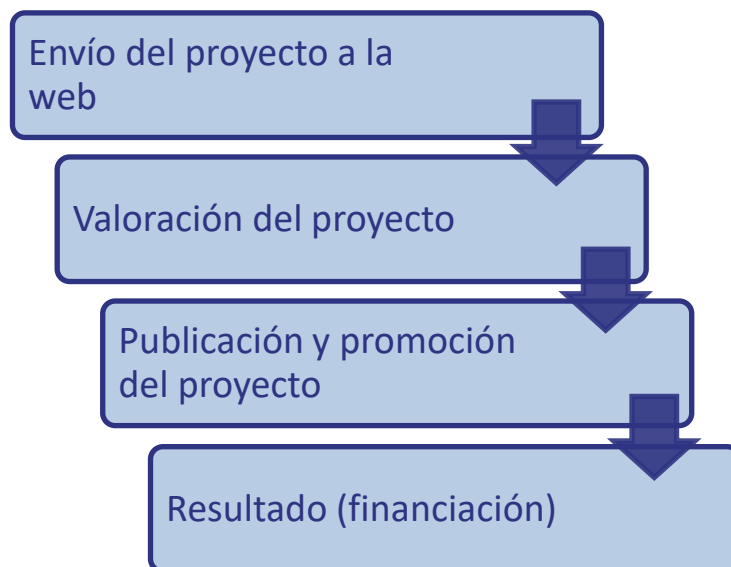 Envío del proyecto a la
web
Valoración del proyecto
Publicación y promoción
del proyecto
Resultado (financiación)